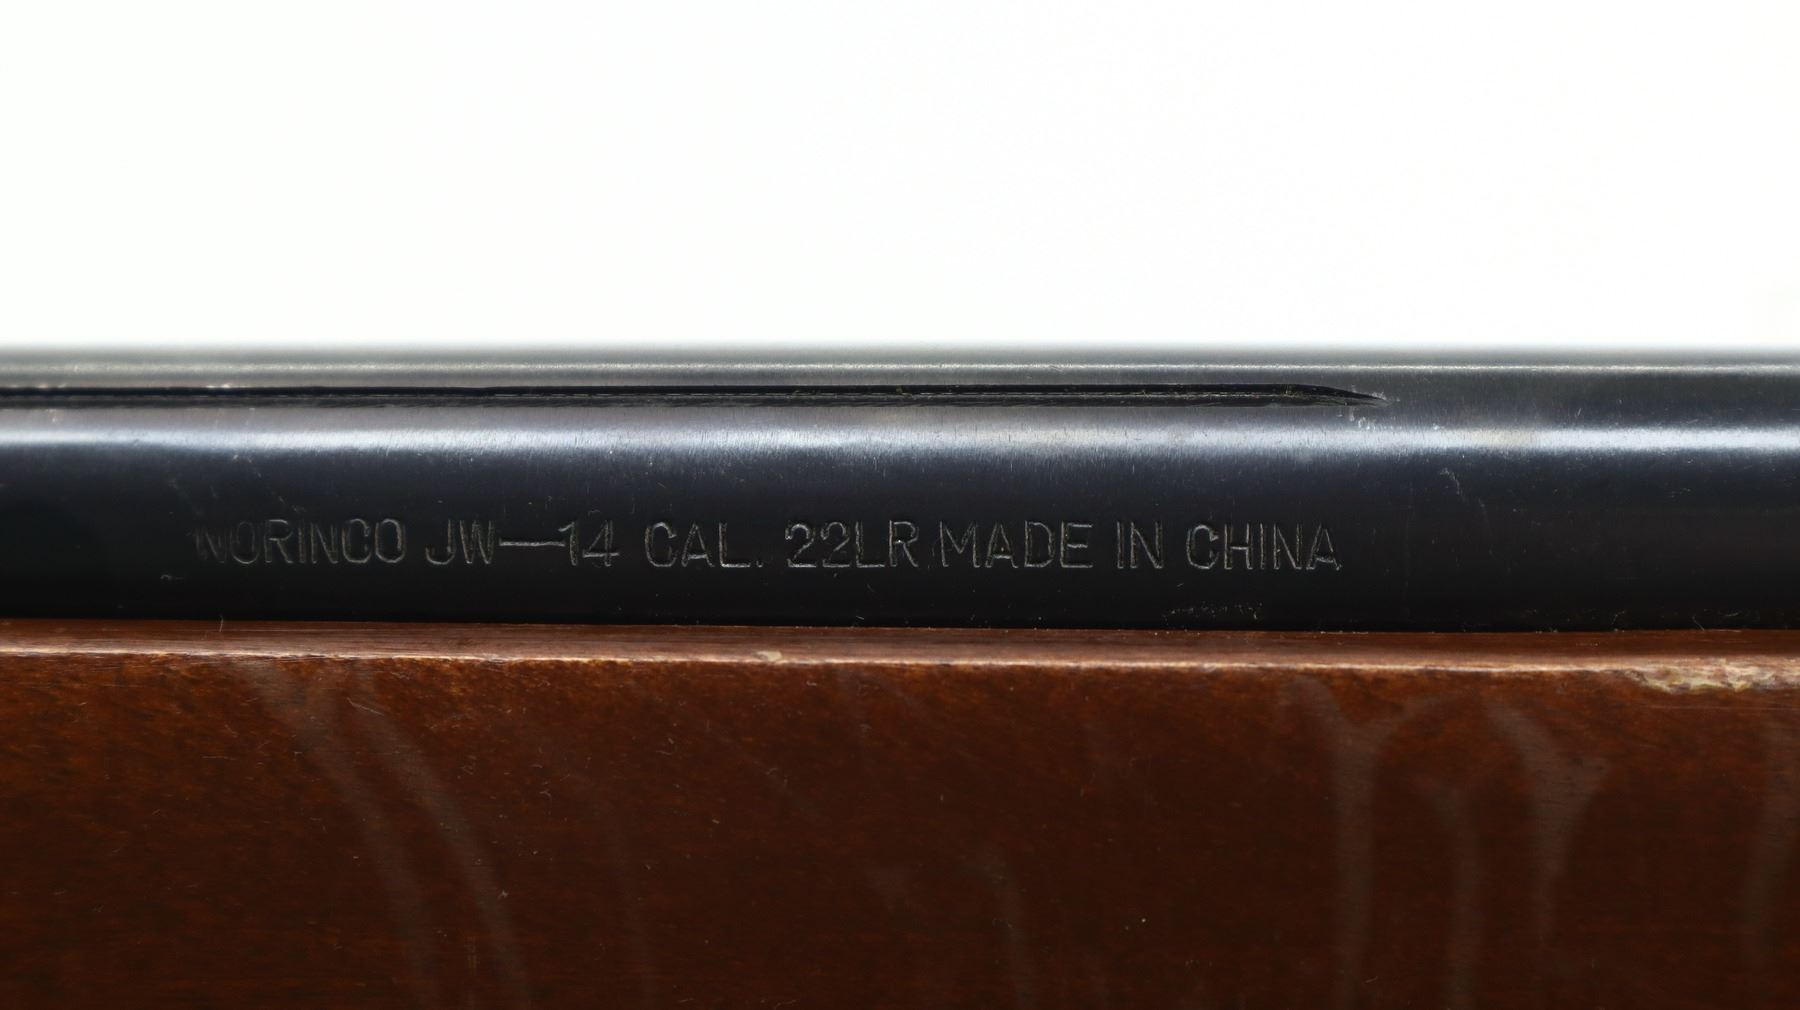 NORINCO JW—14 CAL. 22LR MADE IN CHINA